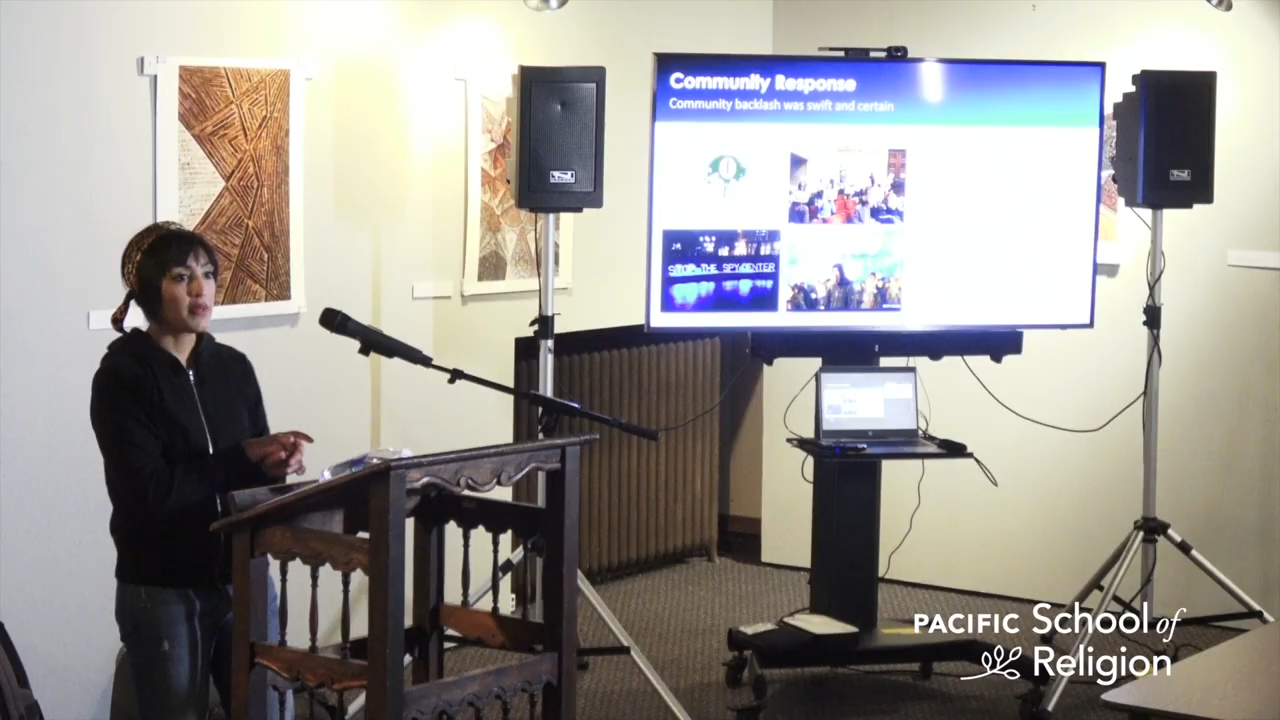 Community Response
Community backlash was swift and certain
STOP THE SPY CENTER
PACIFIC School of
Religion